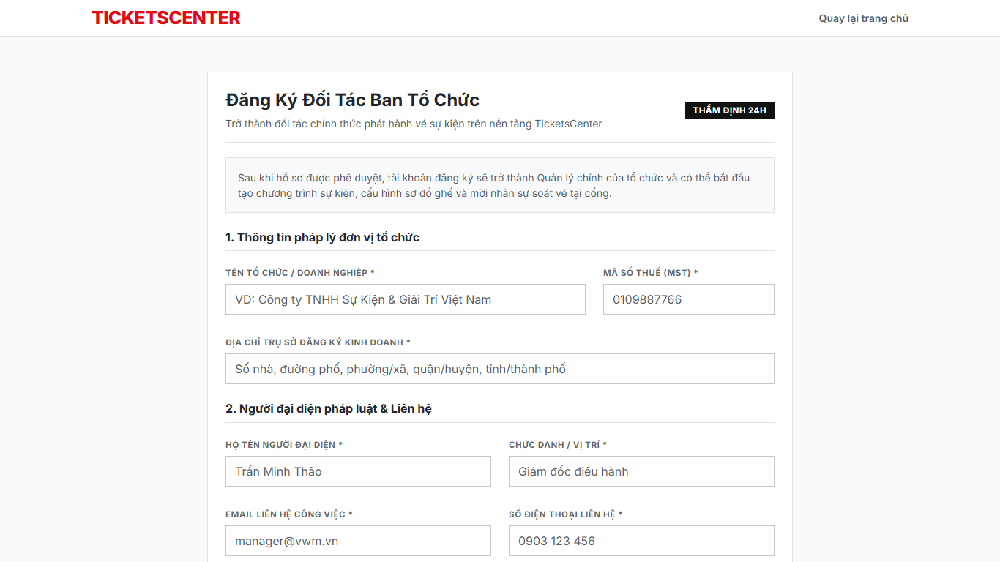 TICKETSCENTER
Quay lại trang chủ
Đăng Ký Đối Tác Ban Tổ Chức
Trở thành đối tác chính thức phát hành vé sự kiện trên nền tảng TicketsCenter
THẨM ĐỊNH 24H
Sau khi hồ sơ được phê duyệt, tài khoản đăng ký sẽ trở thành Quản lý chính của tổ chức và có thể bắt đầu
tạo chương trình sự kiện, cấu hình sơ đồ ghế và mời nhân sự soát vé tại cổng.
1. Thông tin pháp lý đơn vị tổ chức
TÊN TỔ CHỨC / DOANH NGHIỆP *
MÃ SỐ THUẾ (MST) *
VD: Công ty TNHH Sự Kiện & Giải Trí Việt Nam
0109887766
ĐỊA CHỈ TRỤ SỞ ĐĂNG KÝ KINH DOANH *
Số nhà, đường phố, phường/xã, quận/huyện, tỉnh/thành phố
2. Người đại diện pháp luật & Liên hệ
HỌ TÊN NGƯỜI ĐẠI DIỆN *
CHỨC DANH / VỊ TRÍ *
Trần Minh Thảo
Giám đốc điều hành
EMAIL LIÊN HỆ CÔNG VIỆC *
SỐ ĐIỆN THOẠI LIÊN HỆ *
manager@vwm.vn
0903 123 456